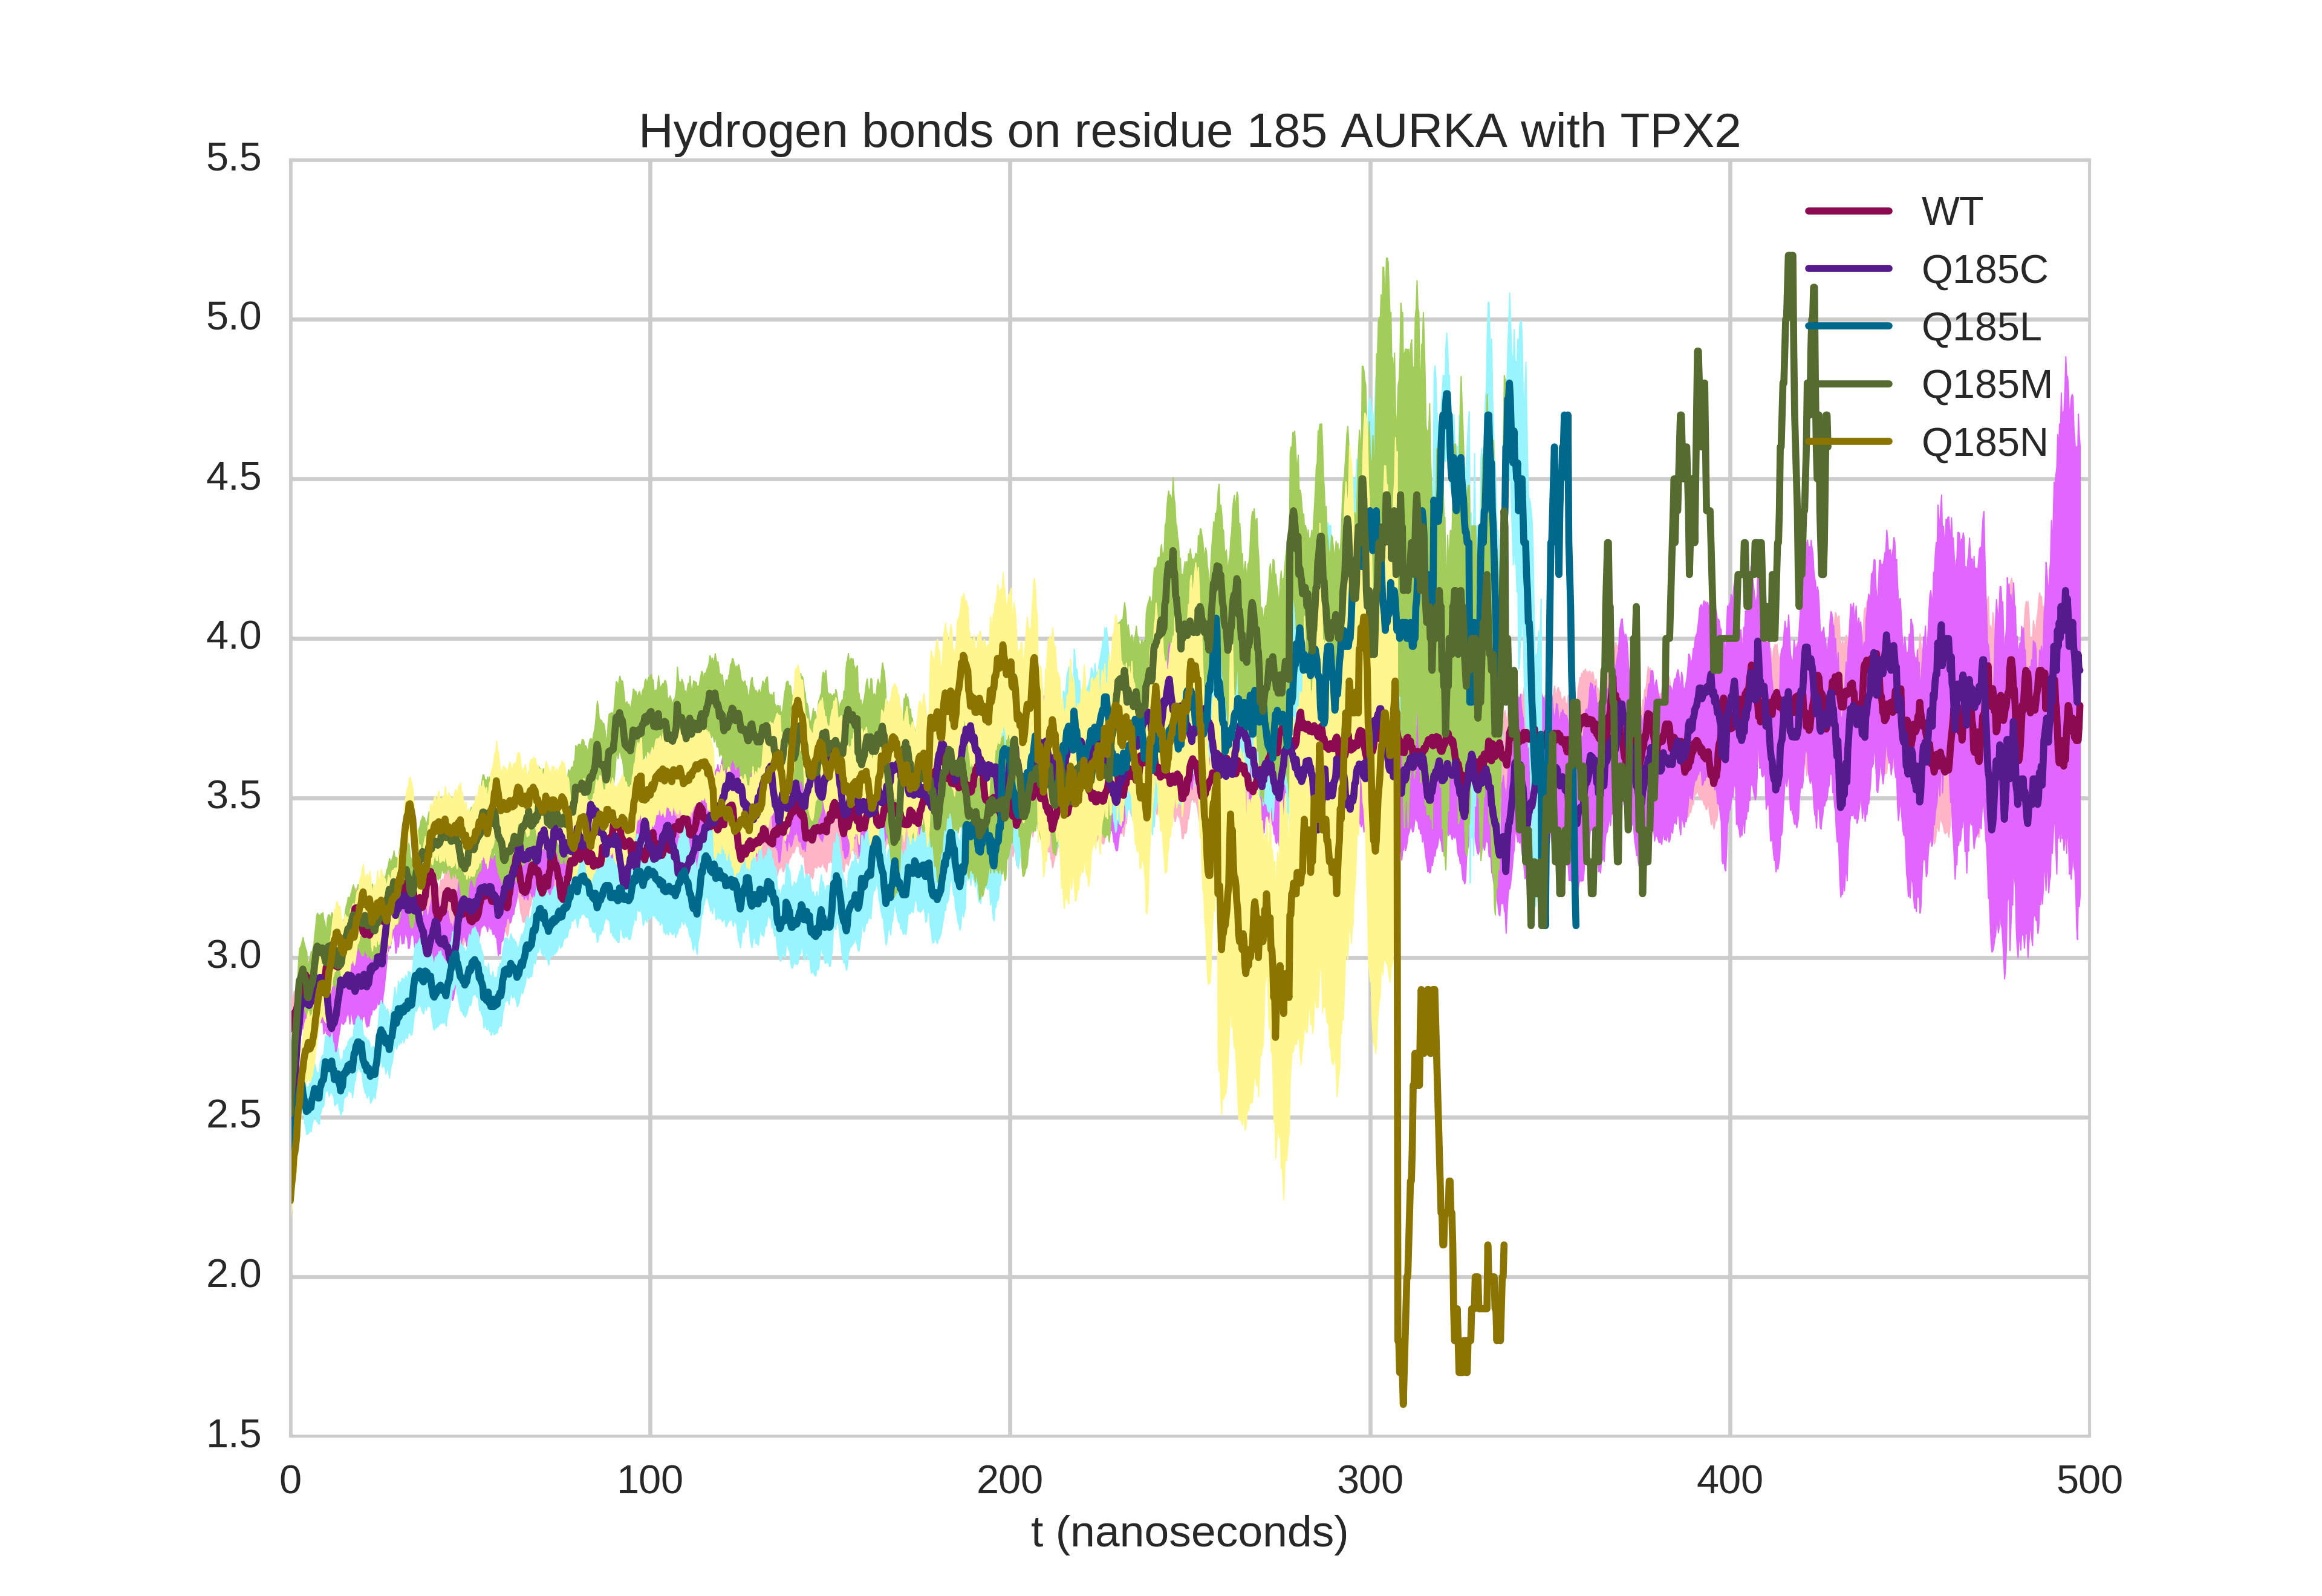 Hydrogen bonds on residue 185 AURKA with TPX2
5.5
5.0
4.5
4.0
3.5
3.0
2.5
2.0
1.5
WT
Q185C
Q185L
Q185M
Q185N
0 100 200 300 400 500
t (nanoseconds)